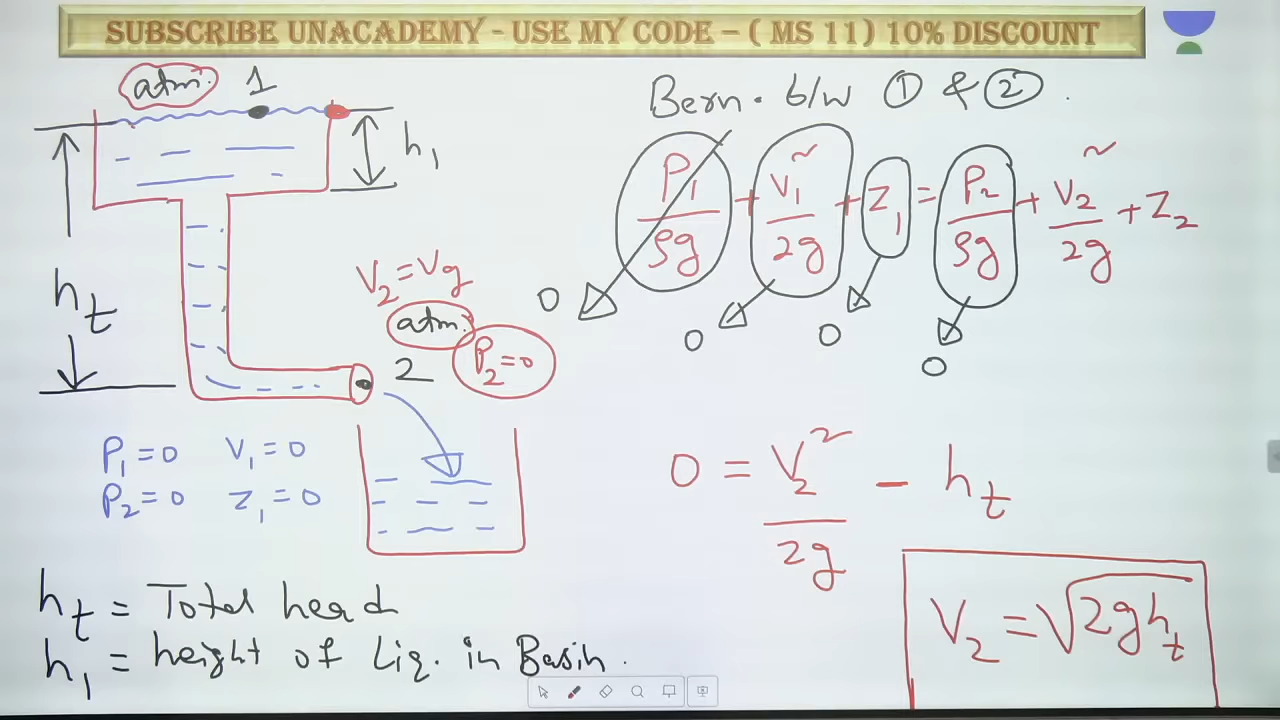 SUBSCRIBE UNACADEMY - USE MY CODE – ( MS 11) 10% DISCOUNT
atm. 1
h₁
hₜ
V₂ = Vg
atm.
2 P₂=0
P₁=0 V₁=0
P₂=0 Z₁=0
hₜ = Total head
h₁ = height of Liq. in Basin.
Bern. b/w ① & ②.
P₁/ρg + V₁²/2g + Z₁ = P₂/ρg + V₂²/2g + Z₂
0 0 0 0
0 = V₂²/2g - hₜ
V₂ = √2ghₜ